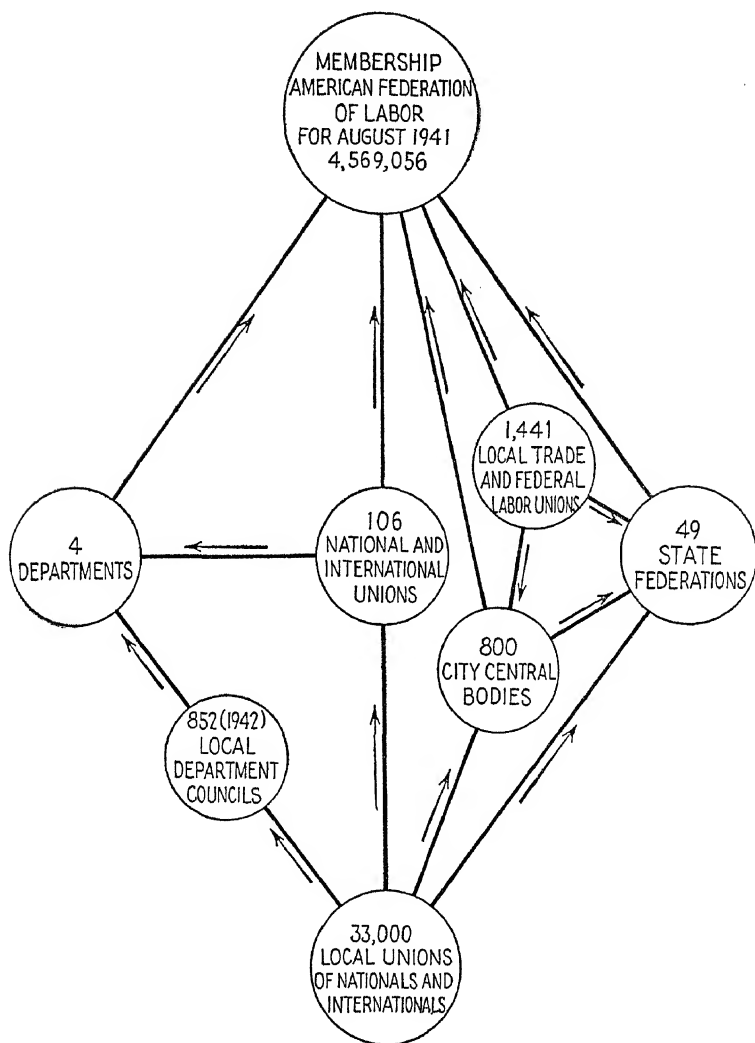 MEMBERSHIP
AMERICAN FEDERATION
OF LABOR
FOR AUGUST 1941
4,569,056
1,441
LOCAL TRADE
AND FEDERAL
LABOR UNIONS
4
DEPARTMENTS
106
NATIONAL AND
INTERNATIONAL
UNIONS
49
STATE
FEDERATIONS
800
CITY CENTRAL
BODIES
852(1942)
LOCAL
DEPARTMENT
COUNCILS
33,000
LOCAL UNIONS
OF NATIONALS AND
INTERNATIONALS